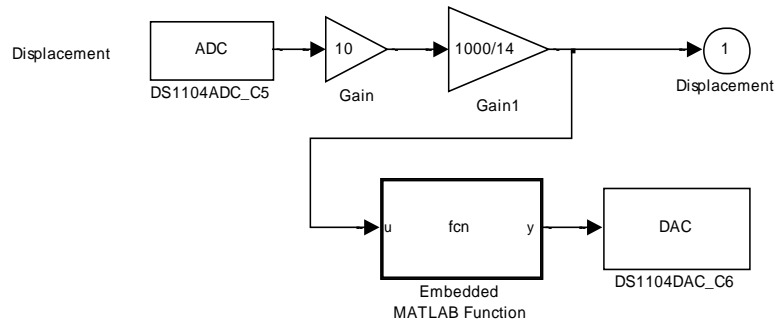 Displacement
ADC
DS1104ADC_C5
10
Gain
1000/14
Gain1
1
Displacement
u
fcn
y
Embedded
MATLAB Function
DAC
DS1104DAC_C6